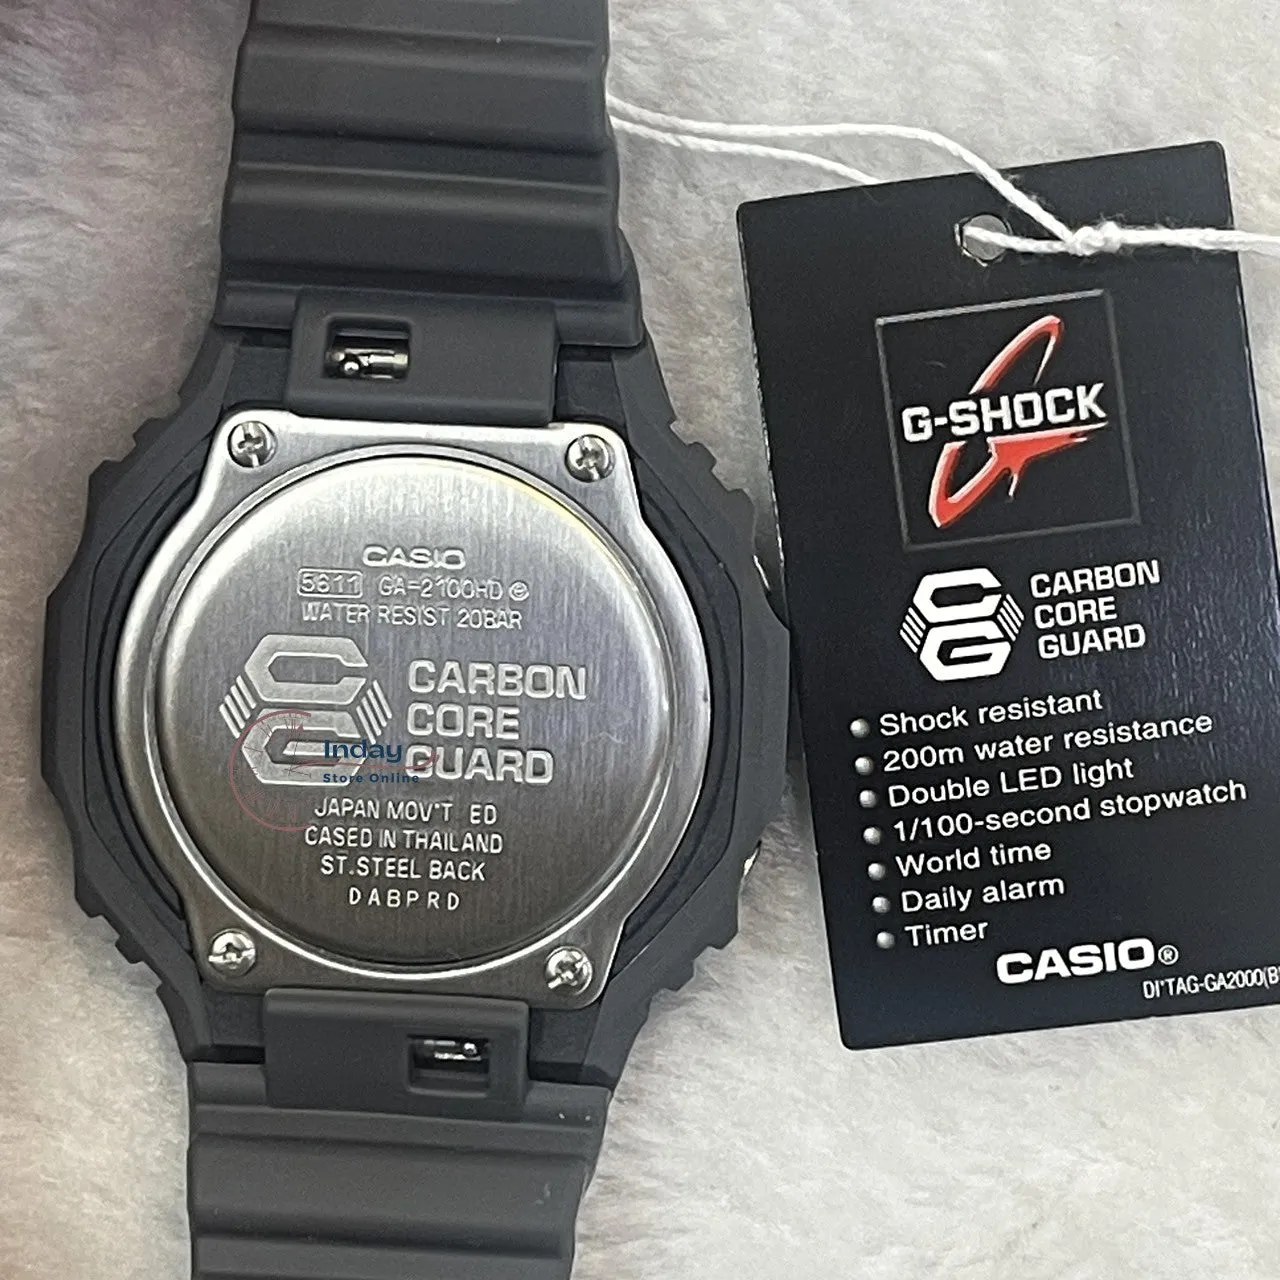 CASIO
5611 GA-2100HD
WATER RESIST 20BAR
CARBON
CORE
GUARD
Inday
Store Online
JAPAN MOV'T ED
CASED IN THAILAND
ST.STEEL BACK
DABPRD
G-SHOCK
CARBON
CORE
GUARD
Shock resistant
200m water resistance
Double LED light
1/100-second stopwatch
World time
Daily alarm
Timer
CASIO®
DI*TAG-GA2000(B